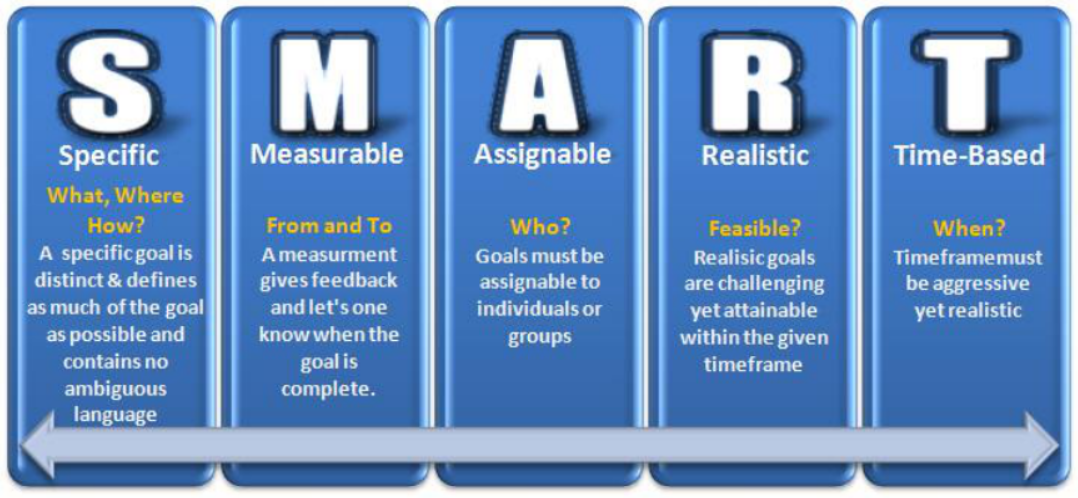 S
Specific
What, Where
How?
A specific goal is
distinct & defines
as much of the goal
as possible and
contains no
ambiguous
language
M
Measurable
From and To
A measurment
gives feedback
and let's one
know when the
goal is
complete.
A
Assignable
Who?
Goals must be
assignable to
individuals or
groups
R
Realistic
Feasible?
Realisic goals
are challenging
yet attainable
within the given
timeframe
T
Time-Based
When?
Timeframemust
be aggressive
yet realistic